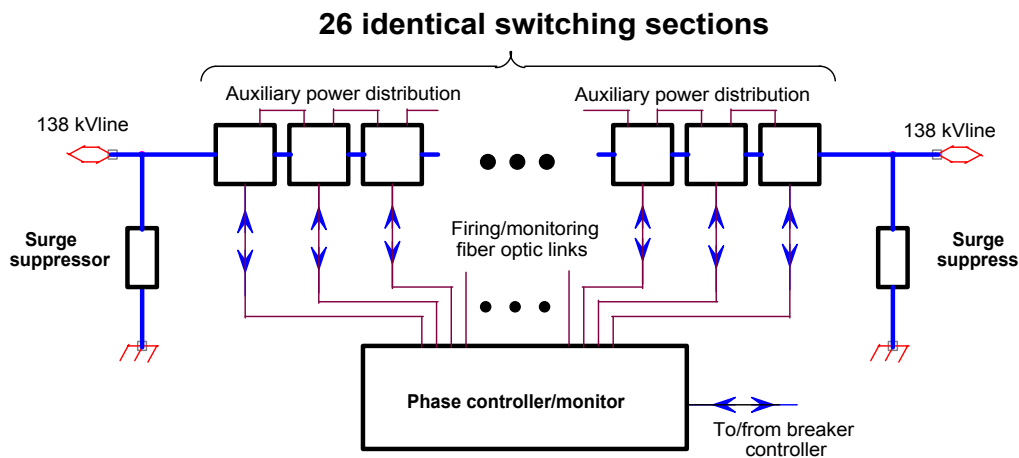 26 identical switching sections
Auxiliary power distribution
Auxiliary power distribution
138 kVline
138 kVline
Firing/monitoring
fiber optic links
Surge
suppressor
Surge
suppress
Phase controller/monitor
To/from breaker
controller